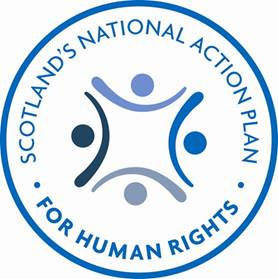 SCOTLAND'S NATIONAL ACTION PLAN
• FOR HUMAN RIGHTS •